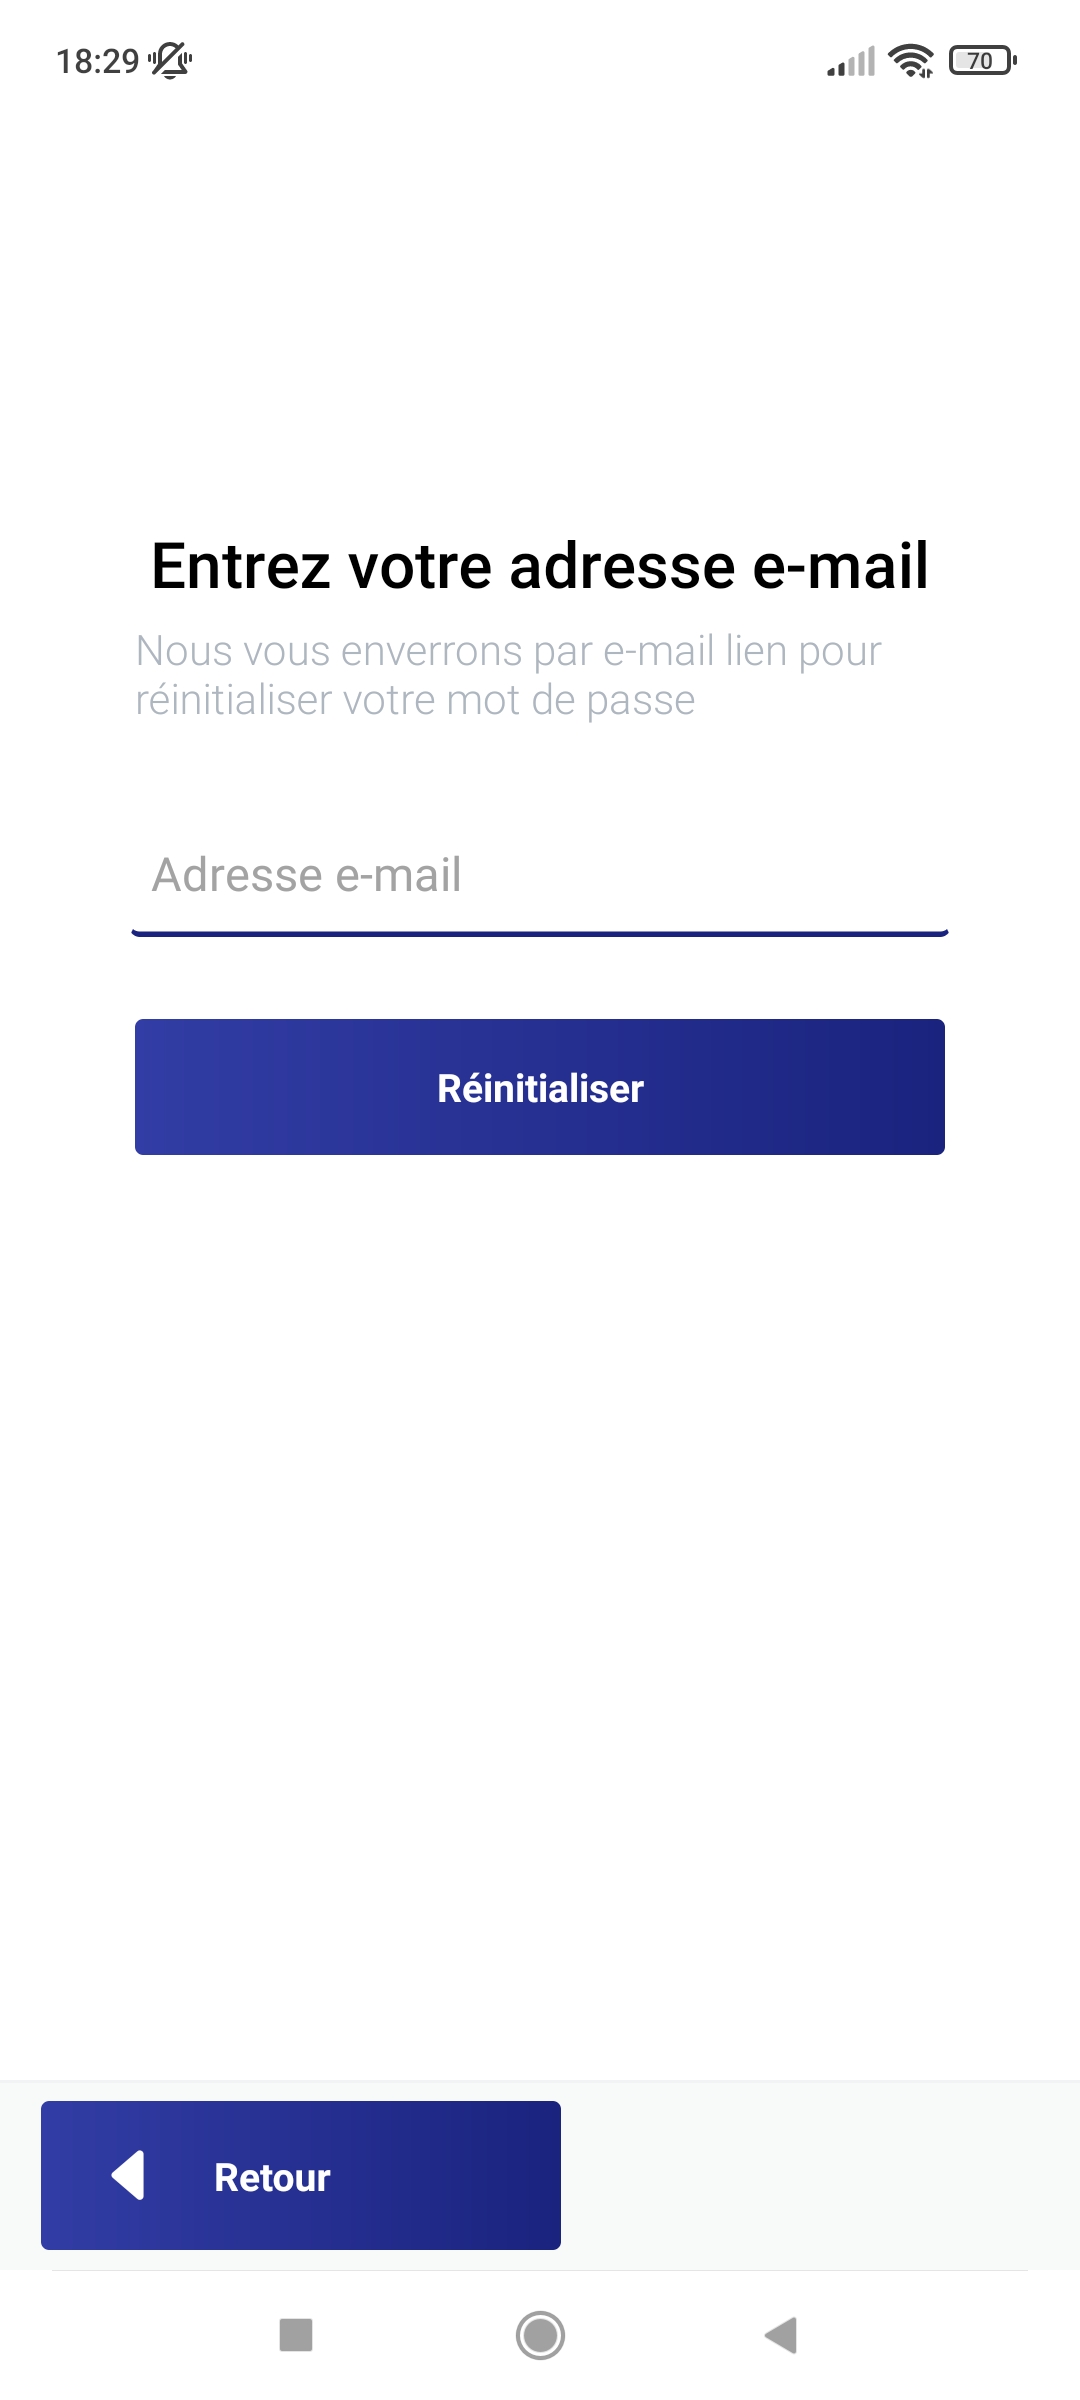 18:29
70
Entrez votre adresse e-mail
Nous vous enverrons par e-mail lien pour
réinitialiser votre mot de passe
Adresse e-mail
Réinitialiser
Retour